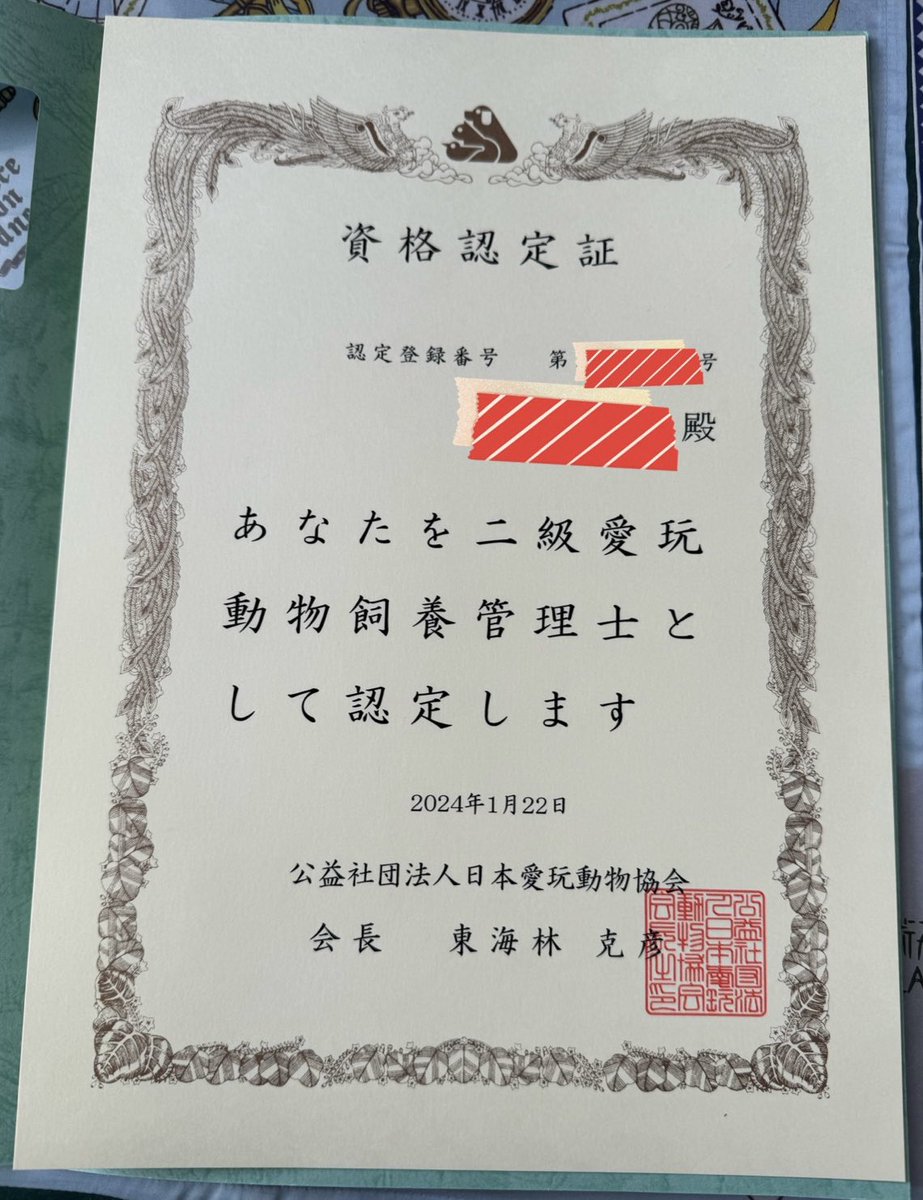 資格認定証
認定登録番号 第 号
殿
あなたを二級愛玩
動物飼養管理士と
して認定します
2024年1月22日
公益社団法人日本愛玩動物協会
会長 東海林 克彦